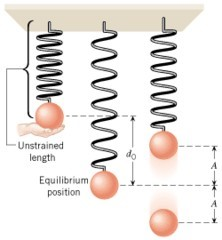 Unstrained
length
d₀
Equilibrium
position
A
A